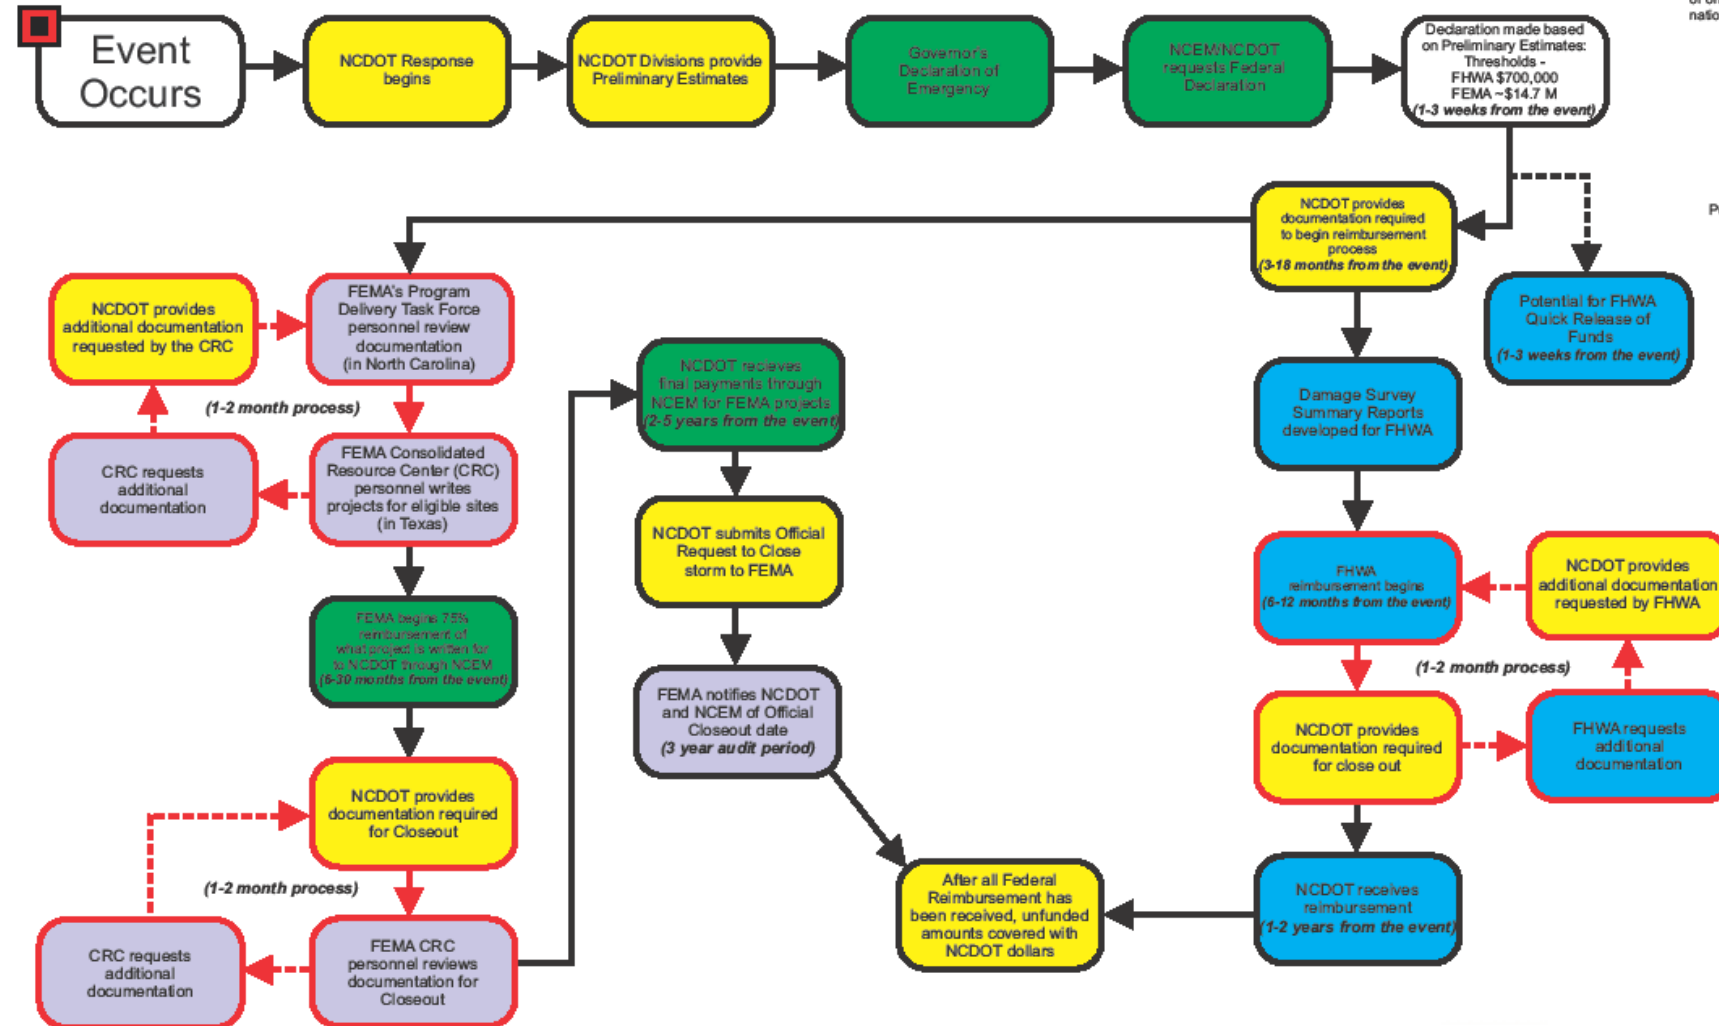 Event
Occurs
NCDOT Response
begins
NCDOT Divisions provide
Preliminary Estimates
Governor's
Declaration of
Emergency
NCEM/NCDOT
requests Federal
Declaration
Declaration made based
on Preliminary Estimates:
Thresholds -
FHWA $700,000
FEMA ~$14.7 M
(1-3 weeks from the event)
natio
P
NCDOT provides
documentation required
to begin reimbursement
process
(3-18 months from the event)
Potential for FHWA
Quick Release of
Funds
(1-3 weeks from the event)
NCDOT provides
additional documentation
requested by the CRC
FEMA's Program
Delivery Task Force
personnel review
documentation
(in North Carolina)
(1-2 month process)
CRC requests
additional
documentation
FEMA Consolidated
Resource Center (CRC)
personnel writes
projects for eligible sites
(in Texas)
FEMA begins 75%
reimbursement of
what project is written for
to NCDOT through NCEM
(6-30 months from the event)
NCDOT provides
documentation required
for Closeout
(1-2 month process)
CRC requests
additional
documentation
FEMA CRC
personnel reviews
documentation for
Closeout
NCDOT recieves
final payments through
NCEM for FEMA projects
(2-5 years from the event)
NCDOT submits Official
Request to Close
storm to FEMA
FEMA notifies NCDOT
and NCEM of Official
Closeout date
(3 year audit period)
Damage Survey
Summary Reports
developed for FHWA
FHWA
reimbursement begins
(6-12 months from the event)
NCDOT provides
additional documentation
requested by FHWA
(1-2 month process)
NCDOT provides
documentation required
for close out
FHWA requests
additional
documentation
NCDOT receives
reimbursement
(1-2 years from the event)
After all Federal
Reimbursement has
been received, unfunded
amounts covered with
NCDOT dollars